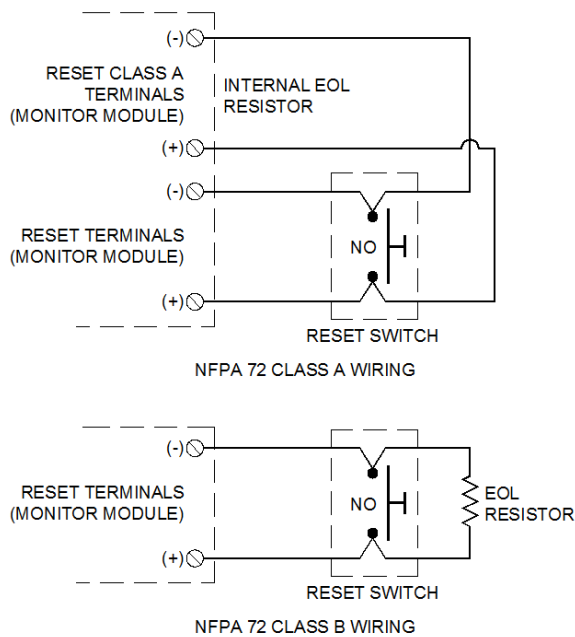 (-)
RESET CLASS A
TERMINALS
(MONITOR MODULE)
INTERNAL EOL
RESISTOR
(+)
(-)
RESET TERMINALS
(MONITOR MODULE)
NO
(+)
RESET SWITCH
NFPA 72 CLASS A WIRING
(-)
RESET TERMINALS
(MONITOR MODULE)
NO
EOL
RESISTOR
(+)
RESET SWITCH
NFPA 72 CLASS B WIRING